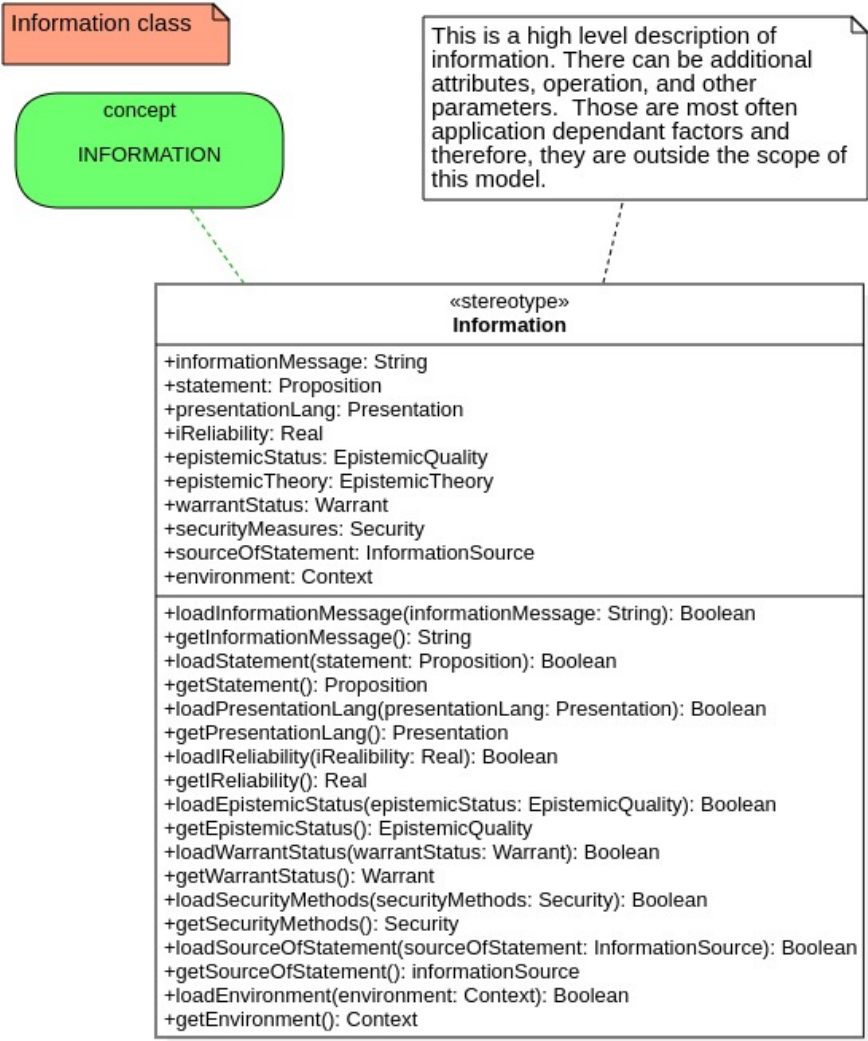 Information class
concept
INFORMATION
This is a high level description of
information. There can be additional
attributes, operation, and other
parameters.  Those are most often
application dependant factors and
therefore, they are outside the scope of
this model.
«stereotype»
Information
+informationMessage: String
+statement: Proposition
+presentationLang: Presentation
+iReliability: Real
+epistemicStatus: EpistemicQuality
+epistemicTheory: EpistemicTheory
+warrantStatus: Warrant
+securityMeasures: Security
+sourceOfStatement: InformationSource
+environment: Context
+loadInformationMessage(informationMessage: String): Boolean
+getInformationMessage(): String
+loadStatement(statement: Proposition): Boolean
+getStatement(): Proposition
+loadPresentationLang(presentationLang: Presentation): Boolean
+getPresentationLang(): Presentation
+loadIReliability(iRealibility: Real): Boolean
+getIReliability(): Real
+loadEpistemicStatus(epistemicStatus: EpistemicQuality): Boolean
+getEpistemicStatus(): EpistemicQuality
+loadWarrantStatus(warrantStatus: Warrant): Boolean
+getWarrantStatus(): Warrant
+loadSecurityMethods(securityMethods: Security): Boolean
+getSecurityMethods(): Security
+loadSourceOfStatement(sourceOfStatement: InformationSource): Boolean
+getSourceOfStatement(): informationSource
+loadEnvironment(environment: Context): Boolean
+getEnvironment(): Context